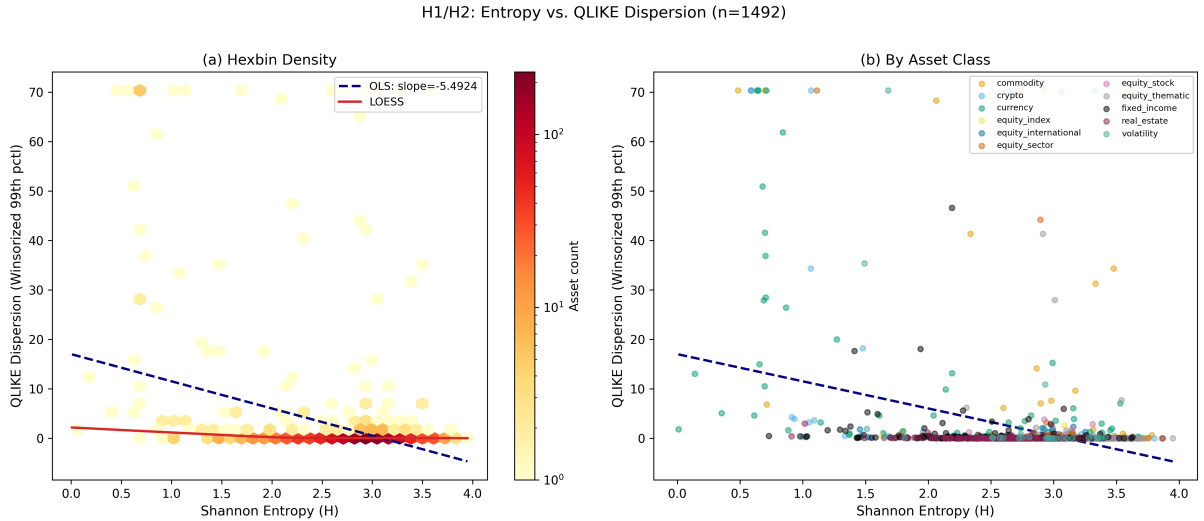 H1/H2: Entropy vs. QLIKE Dispersion (n=1492)
(a) Hexbin Density
QLIKE Dispersion (Winsorized 99th pctl)
70
60
50
40
30
20
10
0
0.0 0.5 1.0 1.5 2.0 2.5 3.0 3.5 4.0
Shannon Entropy (H)
OLS: slope=-5.4924
LOESS
10²
10¹
10⁰
Asset count
(b) By Asset Class
QLIKE Dispersion (Winsorized 99th pctl)
70
60
50
40
30
20
10
0
0.0 0.5 1.0 1.5 2.0 2.5 3.0 3.5 4.0
Shannon Entropy (H)
commodity
crypto
currency
equity_index
equity_international
equity_sector
equity_stock
equity_thematic
fixed_income
real_estate
volatility